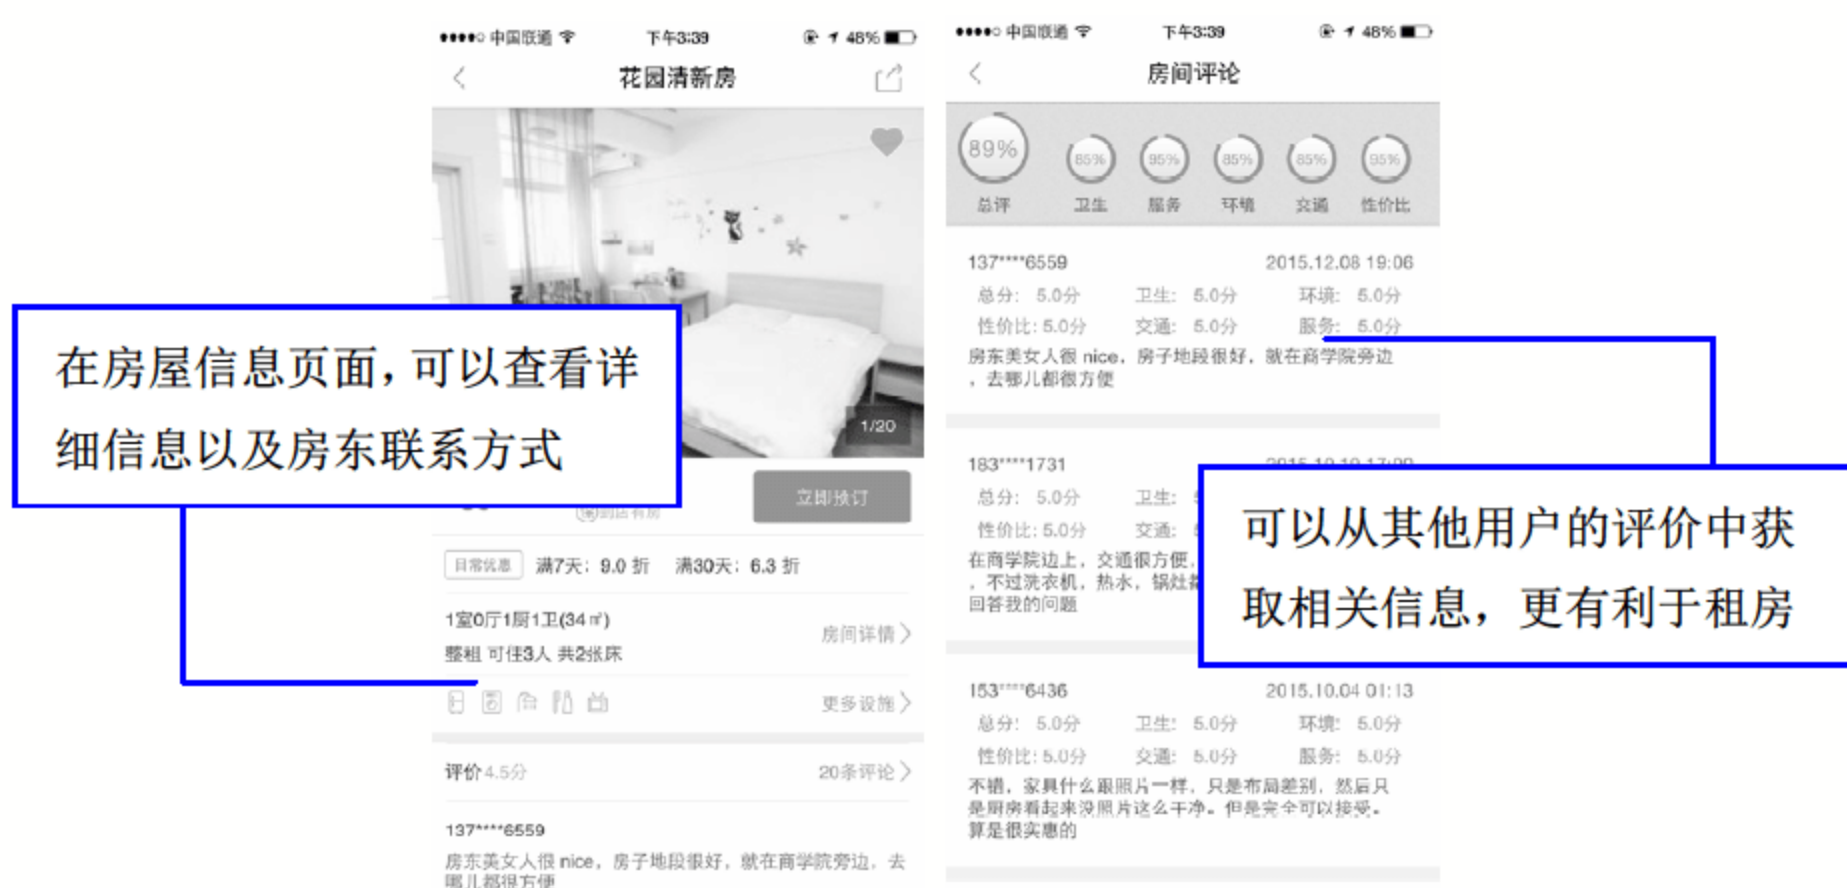 中国联通
下午3:39
48%
花园清新房
1/20
在房屋信息页面，可以查看详
细信息以及房东联系方式
立即预订
日常优惠 满7天：9.0 折 满30天：6.3 折
1室0厅1厨1卫(34㎡)
整租 可住3人 共2张床
房间详情
更多设施
评价4.5分
20条评论
137****6559
房东美女人很 nice，房子地段很好，就在商学院旁边，去
哪儿都很方便
中国联通
下午3:39
48%
房间评论
89% 85% 95% 85% 85% 95%
总评 卫生 服务 环境 交通 性价比
137****6559 2015.12.08 19:06
总分： 5.0分 卫生： 5.0分 环境： 5.0分
性价比：5.0分 交通： 5.0分 服务： 5.0分
房东美女人很 nice，房子地段很好，就在商学院旁边
，去哪儿都很方便
183****1731
总分： 5.0分 卫生：
性价比：5.0分 交通：
在商学院边上，交通很方便，
，不过洗衣机，热水，锅灶
回答我的问题
可以从其他用户的评价中获
取相关信息，更有利于租房
153****6436 2015.10.04 01:13
总分： 5.0分 卫生： 5.0分 环境： 5.0分
性价比：5.0分 交通： 5.0分 服务： 5.0分
不错，家具什么跟照片一样，只是布局差别，然后只
是厨房看起来没照片这么干净。但是完全可以接受。
算是很实惠的